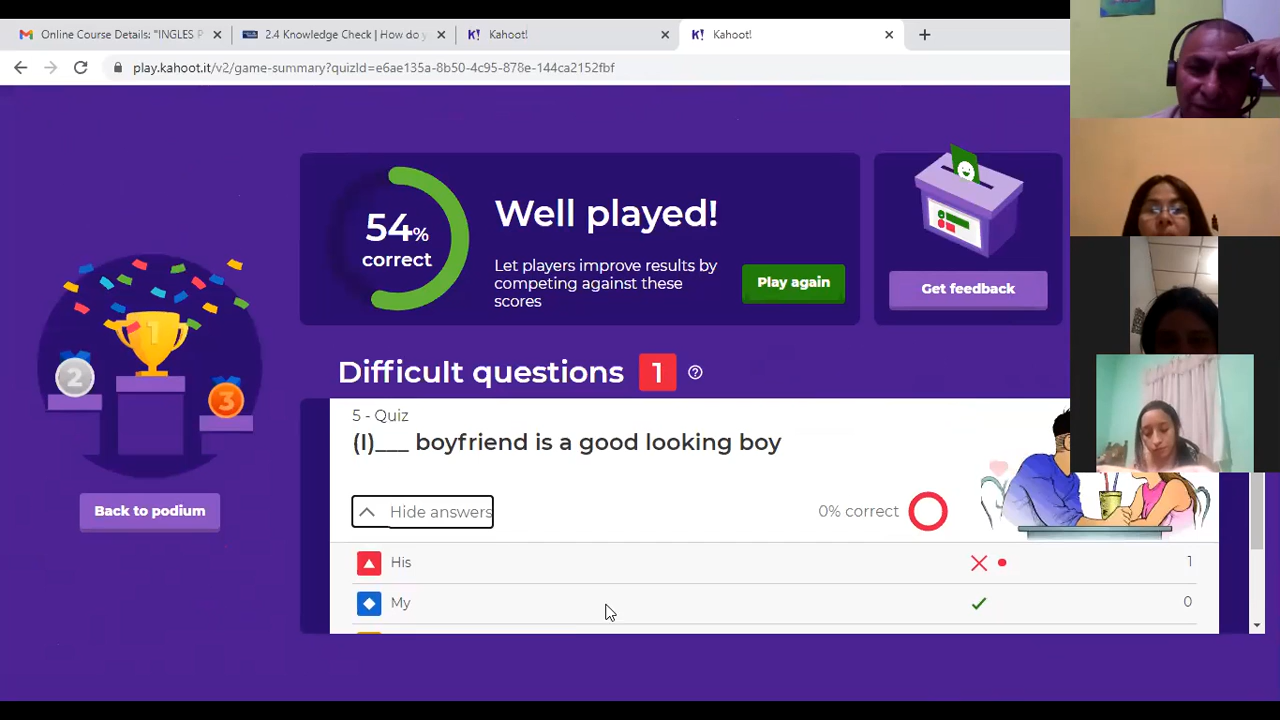 Online Course Details: "INGLES P
2.4 Knowledge Check | How do y
K! Kahoot!
K! Kahoot!
play.kahoot.it/v2/game-summary?quizId=e6ae135a-8b50-4c95-878e-144ca2152fbf
54%
correct
Well played!
Let players improve results by
competing against these
scores
Play again
Get feedback
1
2
3
Back to podium
Difficult questions 1
5 - Quiz
(I)___ boyfriend is a good looking boy
Hide answers
0% correct
His 1
My 0